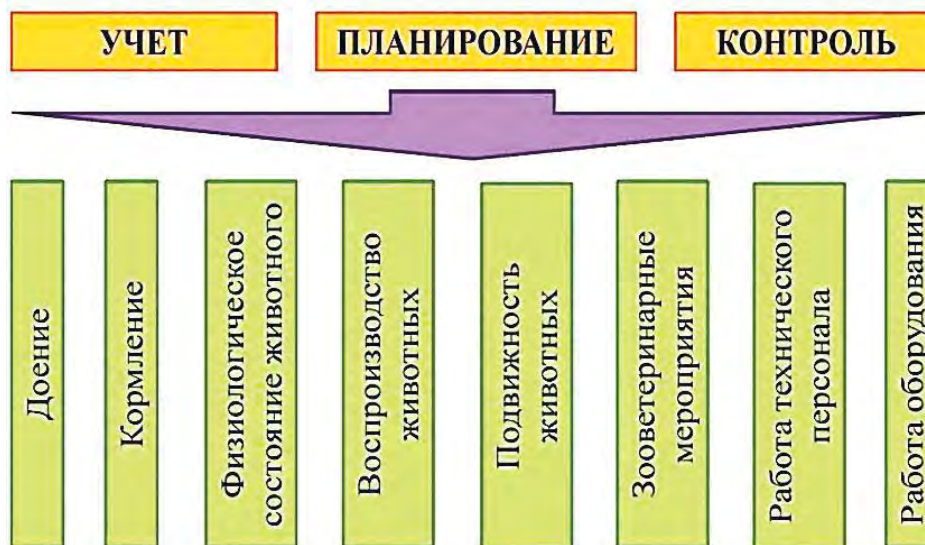 УЧЕТ
ПЛАНИРОВАНИЕ
КОНТРОЛЬ
Доение
Кормление
Физиологическое
состояние животного
Воспроизводство
животных
Подвижность
животных
Зооветеринарные
мероприятия
Работа технического
персонала
Работа оборудования